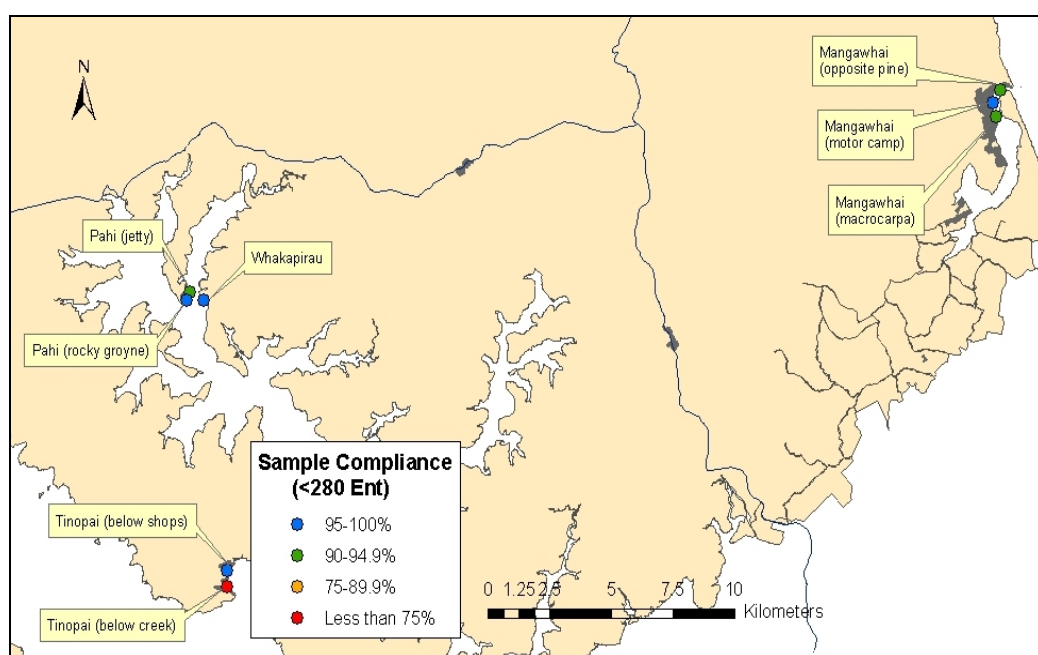 Mangawhai
(opposite pine)
N
Mangawhai
(motor camp)
Mangawhai
(macrocarpa)
Pahi (jetty)
Whakapirau
Pahi (rocky groyne)
Sample Compliance
(<280 Ent)
95-100%
90-94.9%
75-89.9%
Less than 75%
Tinopai (below shops)
Tinopai (below creek)
0 1.25 2.5 5 7.5 10
Kilometers